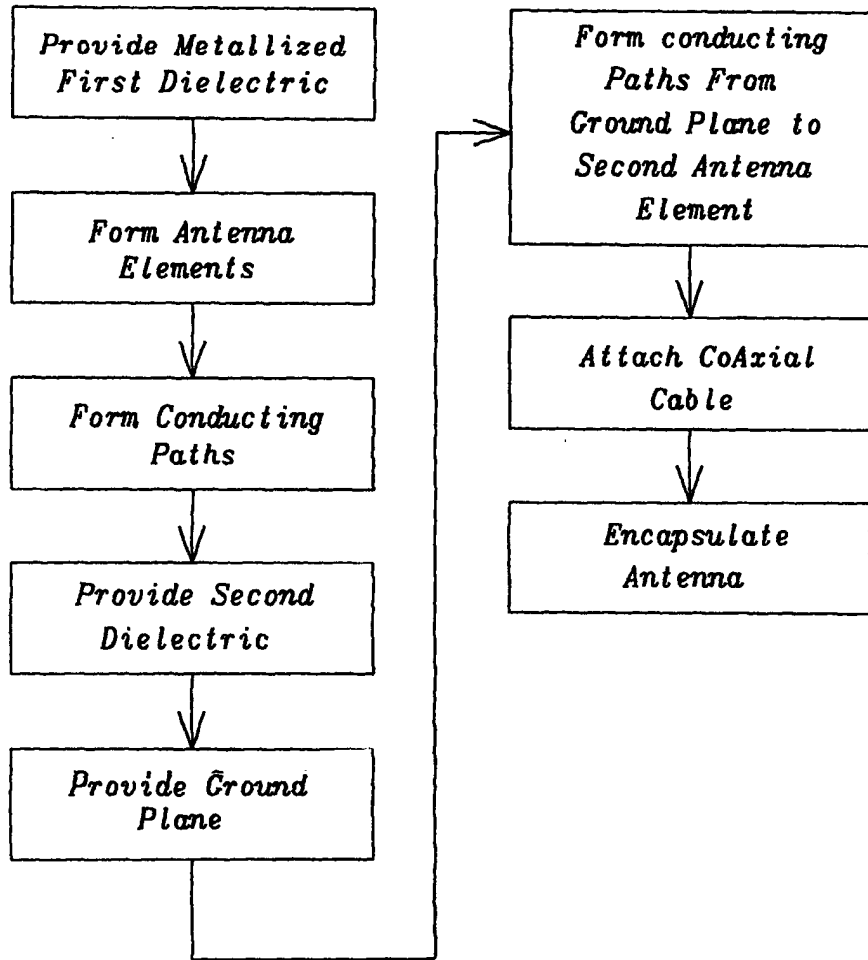 Provide Metallized
First Dielectric
Form Antenna
Elements
Form Conducting
Paths
Provide Second
Dielectric
Provide Ground
Plane
Form conducting
Paths From
Ground Plane to
Second Antenna
Element
Attach CoAxial
Cable
Encapsulate
Antenna